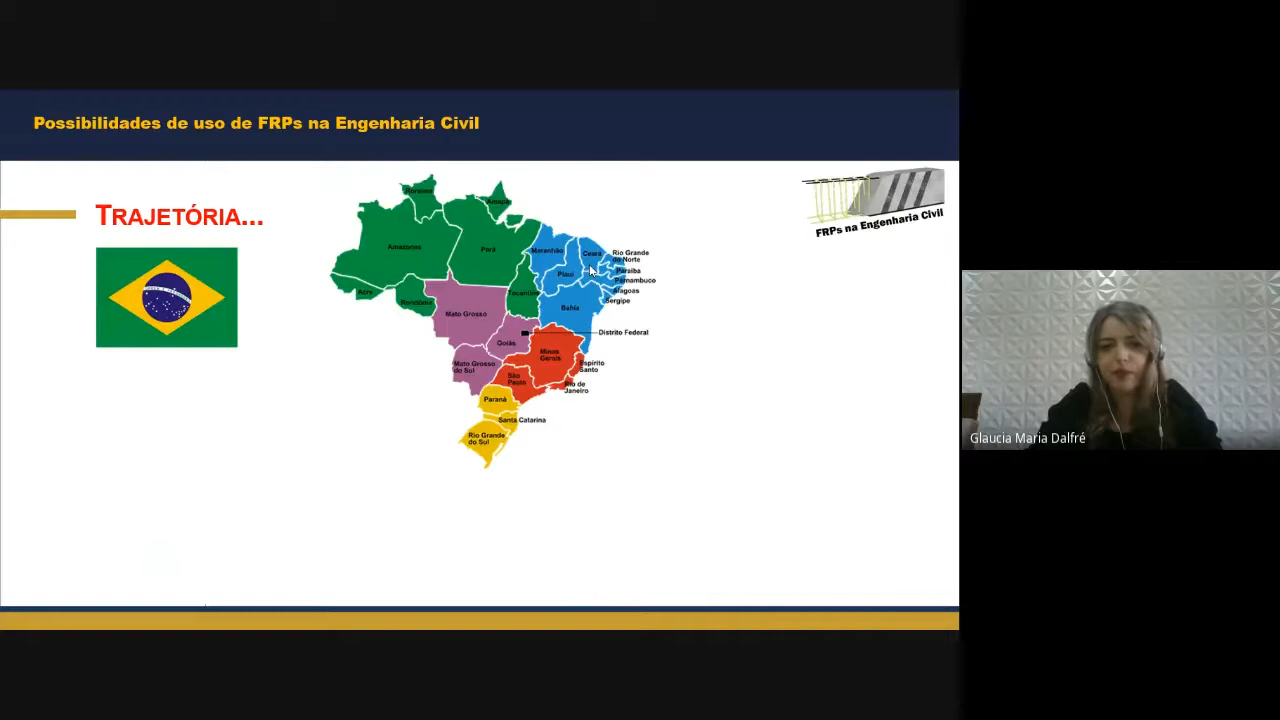 Possibilidades de uso de FRPs na Engenharia Civil
TRAJETÓRIA...
FRPs na Engenharia Civil
Roraima
Amapá
Amazonas
Pará
Maranhão
Ceará
Rio Grande
do Norte
Paraíba
Piauí
Pernambuco
Alagoas
Sergipe
Acre
Rondônia
Tocantins
Bahia
Mato Grosso
Distrito Federal
Goiás
Minas
Gerais
Mato Grosso
do Sul
Espírito
Santo
São
Paulo
Rio de
Janeiro
Paraná
Santa Catarina
Rio Grande
do Sul
Glaucia Maria Dalfré